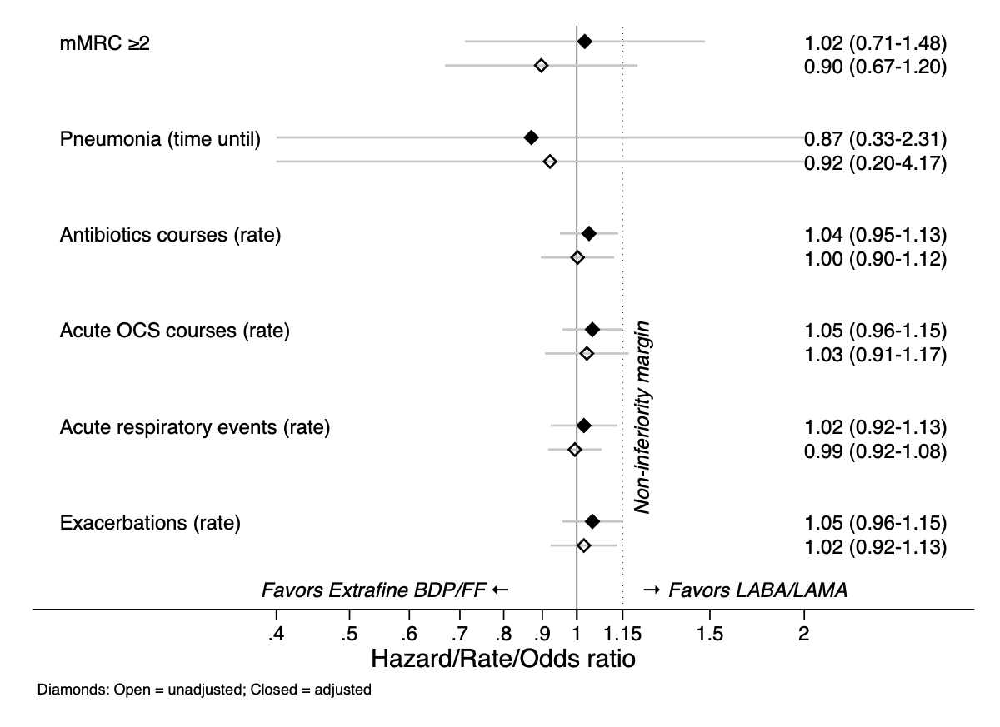 mMRC ≥2
1.02 (0.71-1.48)
0.90 (0.67-1.20)
Pneumonia (time until)
0.87 (0.33-2.31)
0.92 (0.20-4.17)
Antibiotics courses (rate)
1.04 (0.95-1.13)
1.00 (0.90-1.12)
Acute OCS courses (rate)
1.05 (0.96-1.15)
1.03 (0.91-1.17)
Non-inferiority margin
Acute respiratory events (rate)
1.02 (0.92-1.13)
0.99 (0.92-1.08)
Exacerbations (rate)
1.05 (0.96-1.15)
1.02 (0.92-1.13)
Favors Extrafine BDP/FF ← → Favors LABA/LAMA
.4 .5 .6 .7 .8 .9 1 1.15 1.5 2
Hazard/Rate/Odds ratio
Diamonds: Open = unadjusted; Closed = adjusted